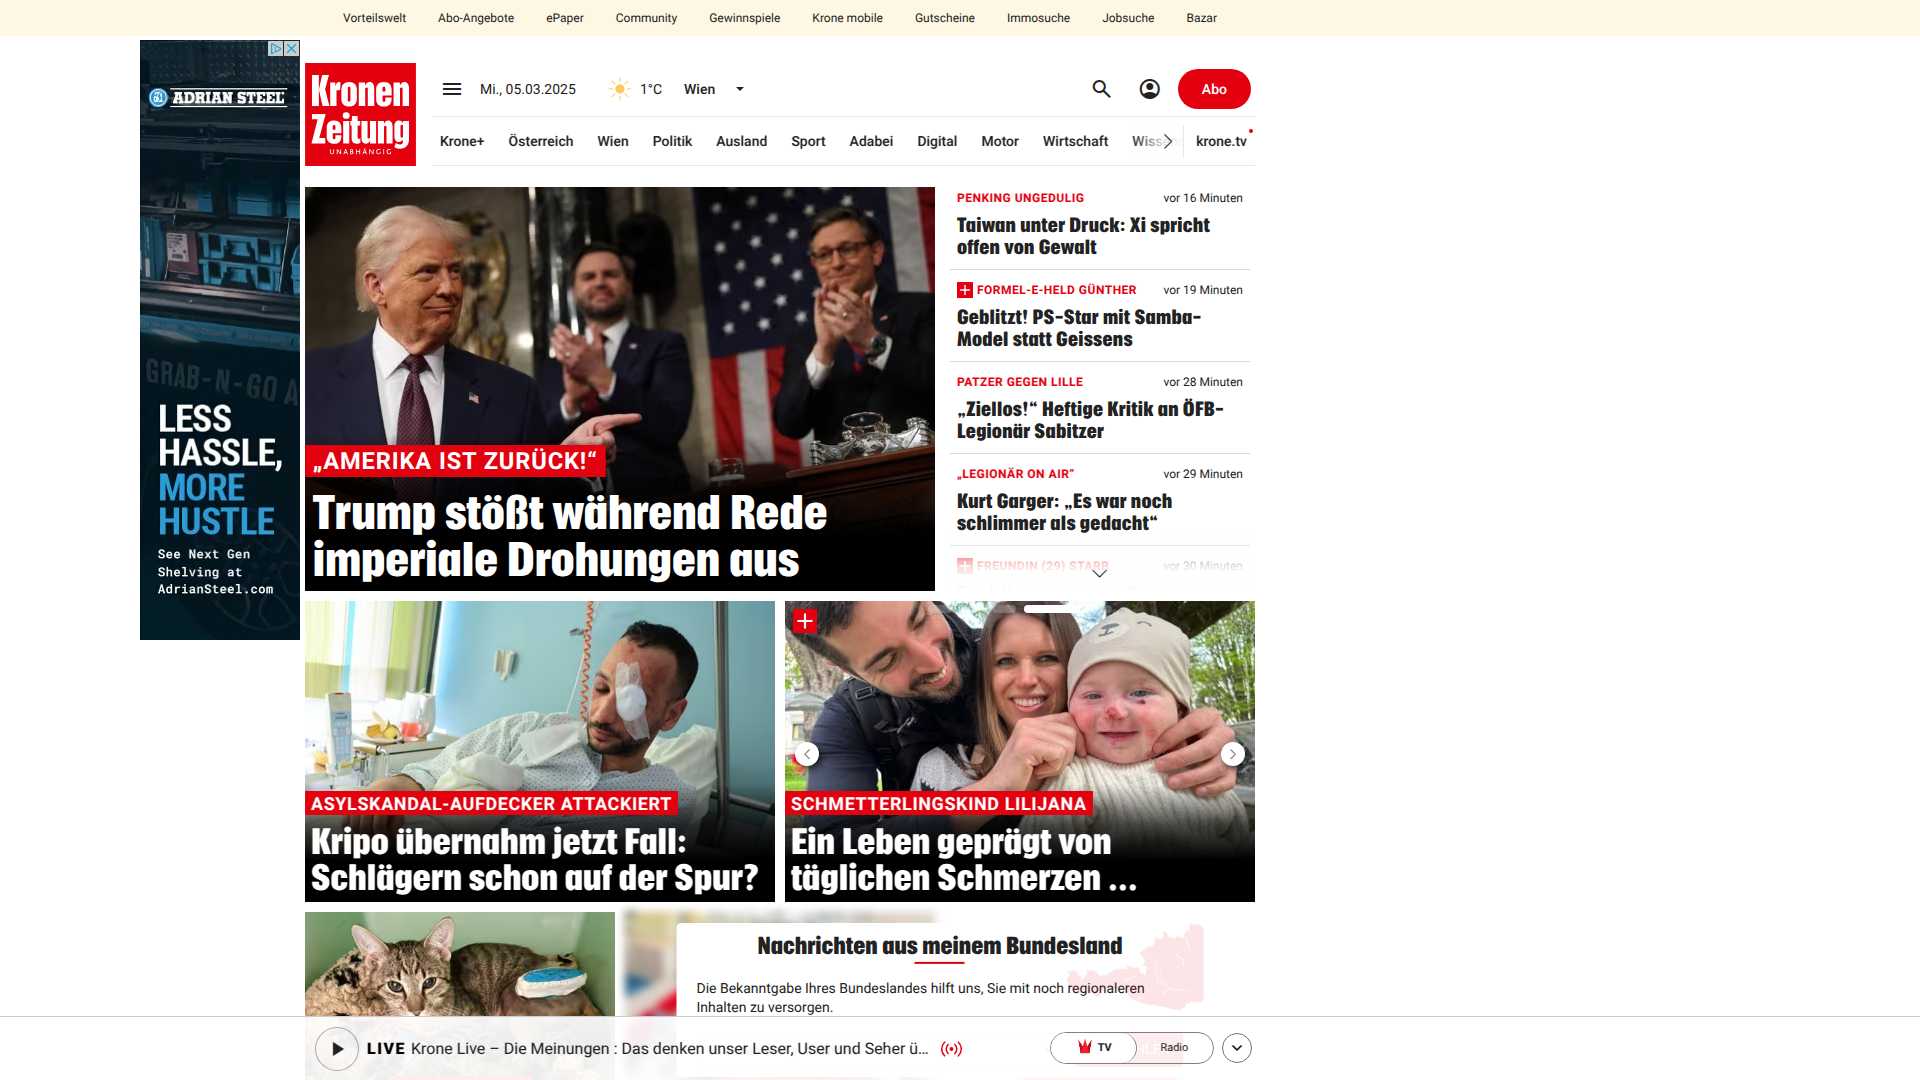 Vorteilswelt Abo-Angebote ePaper Community Gewinnspiele Krone mobile Gutscheine Immosuche Jobsuche Bazar
ADRIAN STEEL
GRAB-N-GO
LESS
HASSLE,
MORE
HUSTLE
See Next Gen
Shelving at
AdrianSteel.com
Kronen
Zeitung
UNABHÄNGIG
Mi., 05.03.2025 1°C Wien
Abo
Krone+ Österreich Wien Politik Ausland Sport Adabei Digital Motor Wirtschaft krone.tv
„AMERIKA IST ZURÜCK!“
Trump stößt während Rede
imperiale Drohungen aus
PENKING UNGEDULIG vor 16 Minuten
Taiwan unter Druck: Xi spricht
offen von Gewalt
FORMEL-E-HELD GÜNTHER vor 19 Minuten
Geblitzt! PS-Star mit Samba-
Model statt Geissens
PATZER GEGEN LILLE vor 28 Minuten
„Ziellos!“ Heftige Kritik an ÖFB-
Legionär Sabitzer
„LEGIONÄR ON AIR“ vor 29 Minuten
Kurt Garger: „Es war noch
schlimmer als gedacht“
FREUNDIN (29) STARB vor 30 Minuten
ASYLSKANDAL-AUFDECKER ATTACKIERT
Kripo übernahm jetzt Fall:
Schlägern schon auf der Spur?
SCHMETTERLINGSKIND LILIJANA
Ein Leben geprägt von
täglichen Schmerzen ...
Nachrichten aus meinem Bundesland
Die Bekanntgabe Ihres Bundeslandes hilft uns, Sie mit noch regionaleren
Inhalten zu versorgen.
LIVE Krone Live – Die Meinungen : Das denken unser Leser, User und Seher ü...
TV Radio